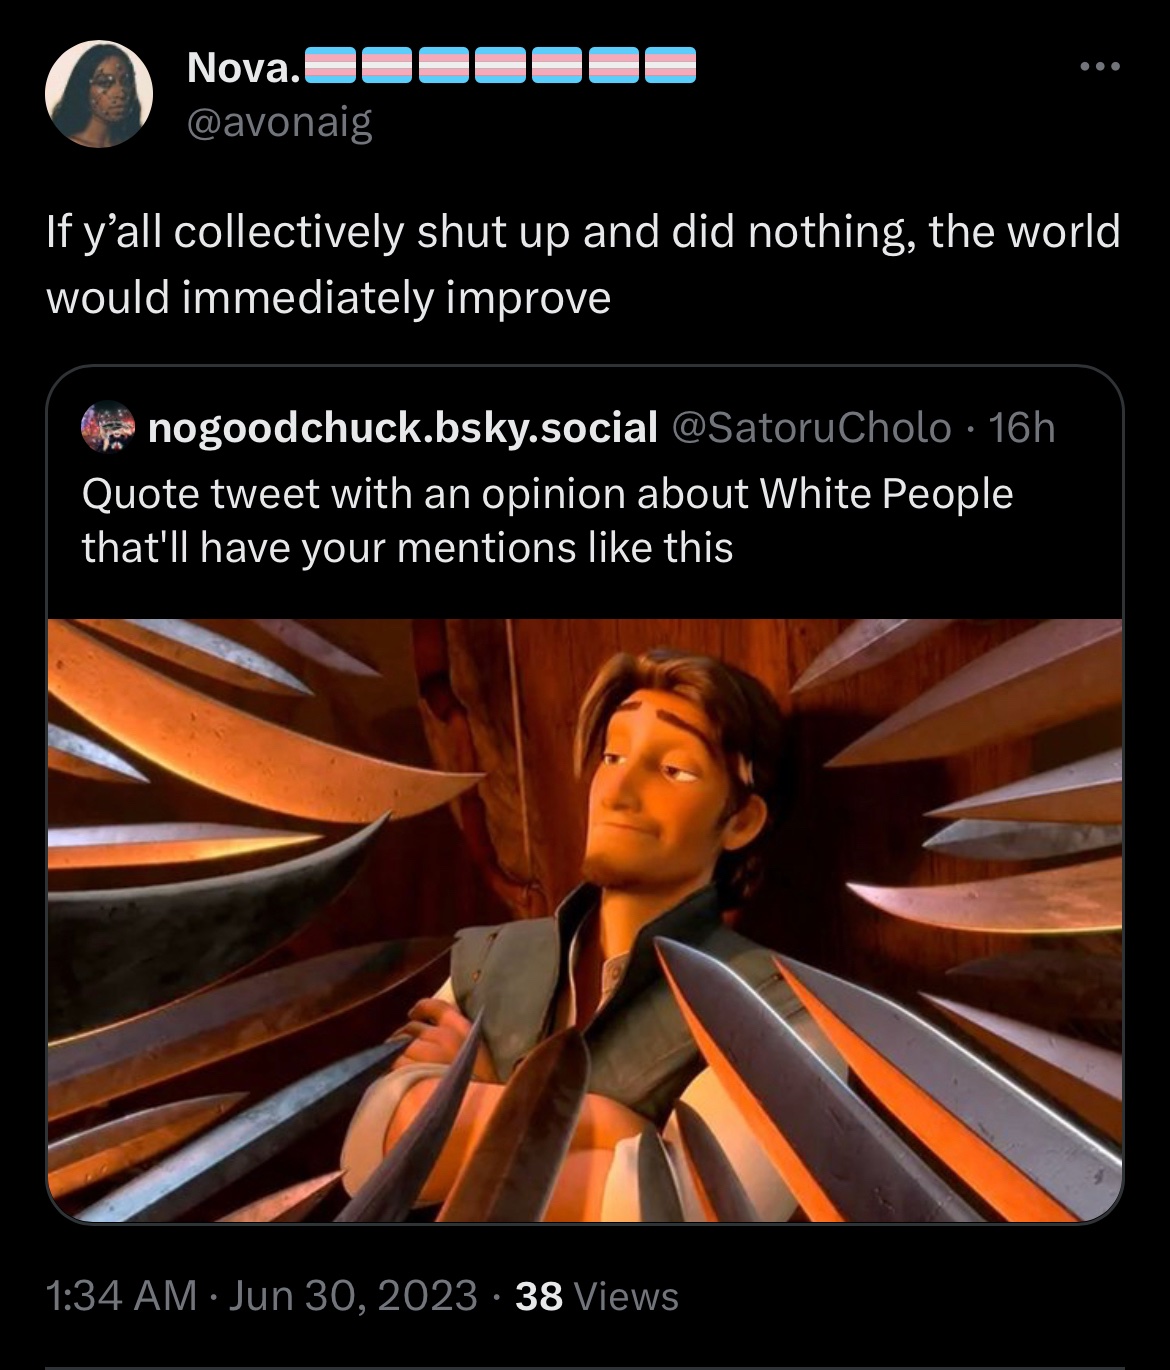 Nova.
@avonaig
If y’all collectively shut up and did nothing, the world
would immediately improve
nogoodchuck.bsky.social @SatoruCholo · 16h
Quote tweet with an opinion about White People
that'll have your mentions like this
1:34 AM · Jun 30, 2023 · 38 Views